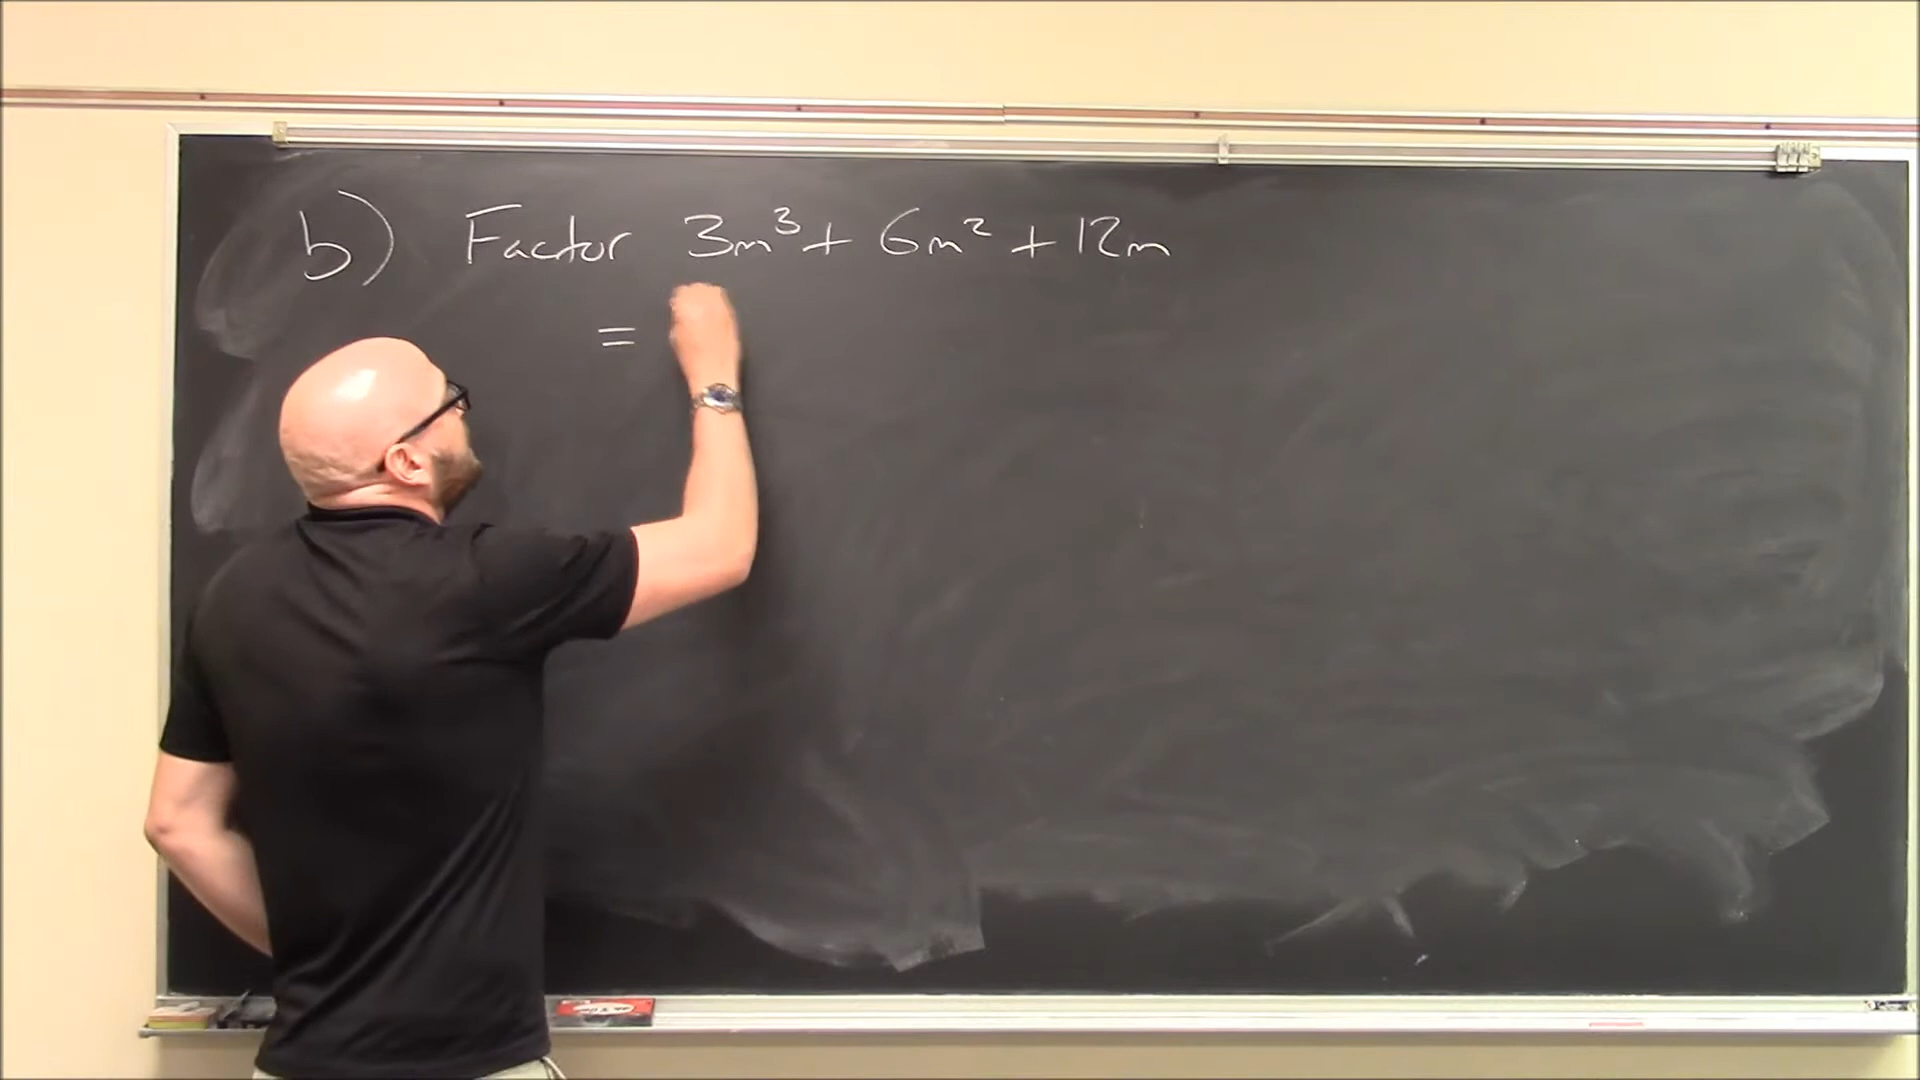 b) Factor 3m³ + 6m² + 12m
=